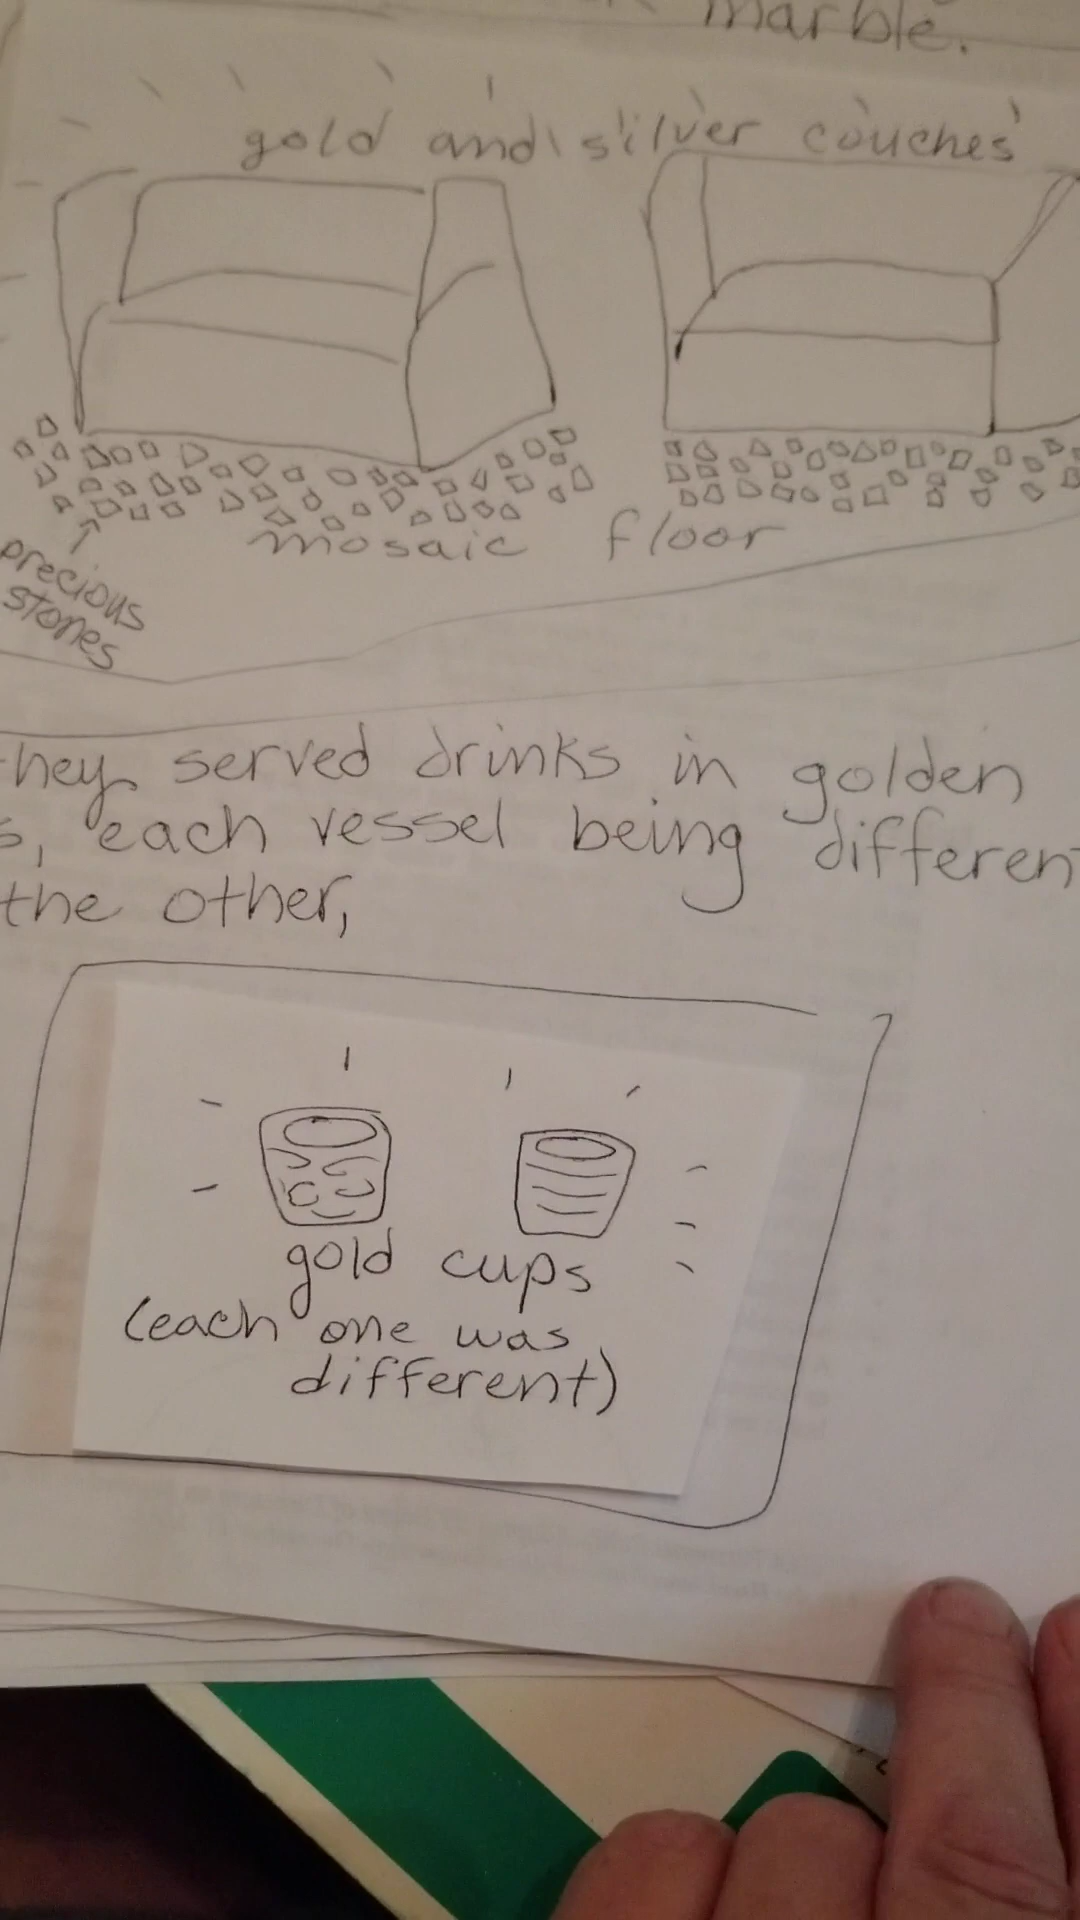 marble.
gold and silver couches
mosaic floor
precious
stones
hey served drinks in golden
s, each vessel being differen
the other,
gold cups
(each one was
different)